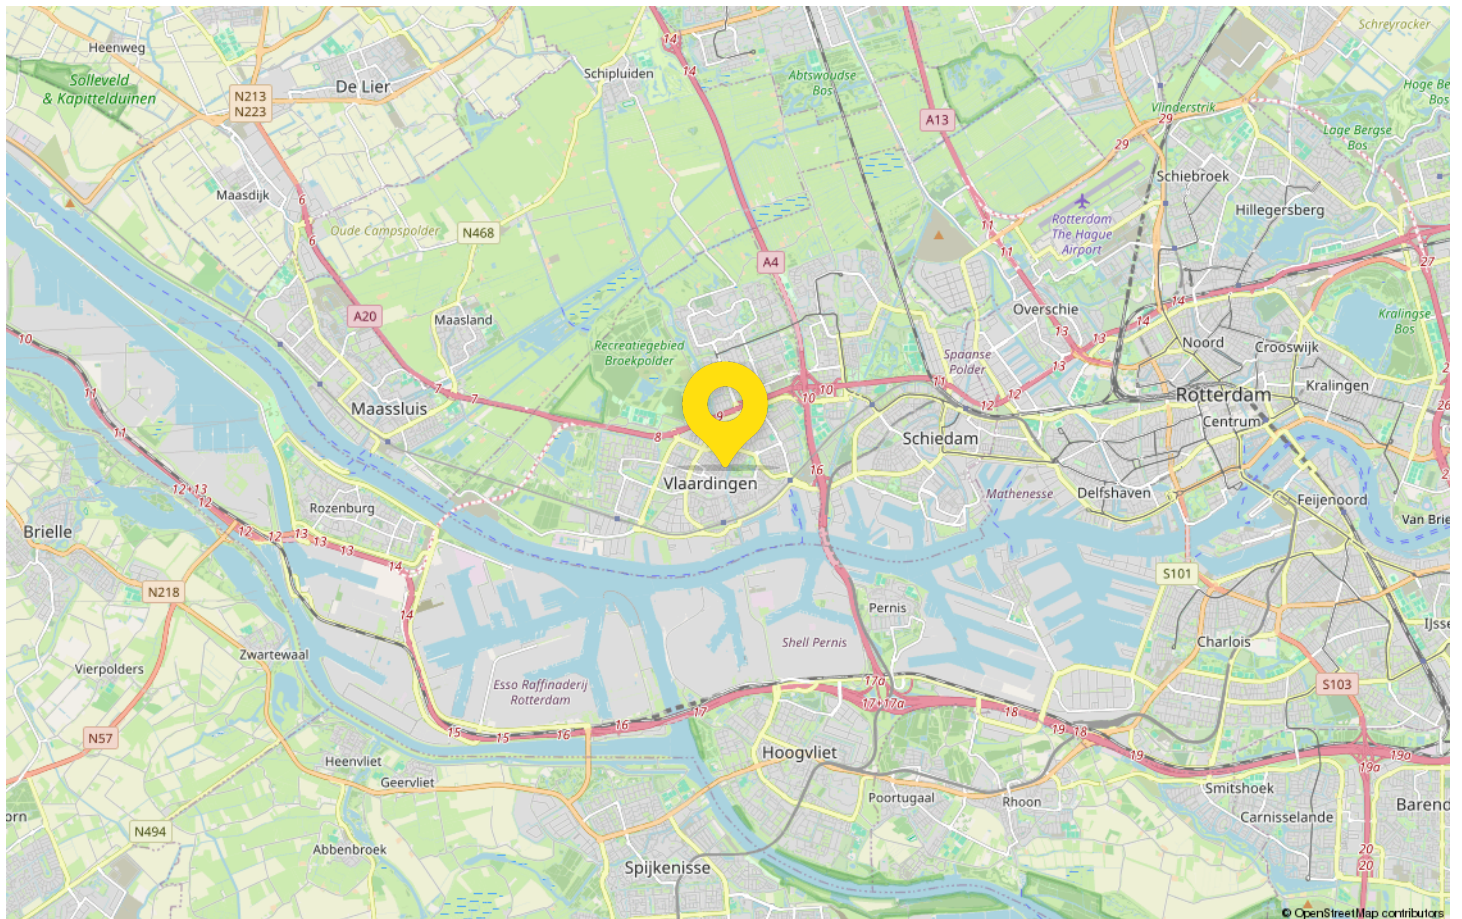 Heenweg
Solleveld
& Kapittelduinen
De Lier
N213
N223
Schipluiden
14
14
Abtswoudse
Bos
A13
Schreyracker
Vlinderstrik
29
29
Hoge Be
Bos
Lage Bergse
Bos
Schiebroek
Hillegersberg
Maasdijk
6
6
Oude Campspolder
N468
Rotterdam
The Hague
Airport
11
11
A4
27
A20
Maasland
Recreatiegebied
Broekpolder
Overschie
13
13
14
14
13
Spaanse
Polder
Noord
Crooswijk
Kralingse
Bos
Kralingen
10
11
11
7
7
Maassluis
8
9
10
10
11
12
12
Rotterdam
Centrum
2
26
2
Schiedam
16
Vlaardingen
Mathenesse
Delfshaven
Feijenoord
Van Brie
12+13
12
12
12
13
13
13
14
14
Rozenburg
Brielle
N218
S101
Pernis
Shell Pernis
Charlois
IJsse
S103
Zwartewaal
Vierpolders
Esso Raffinaderij
Rotterdam
17a
17+17a
18
19
18
19
19a
19a
15
15
16
16
17
N57
Hoogvliet
Heenvliet
Geervliet
Poortugaal
Rhoon
Smitshoek
Carnisselande
Barend
orn
N494
Abbenbroek
Spijkenisse
20
20
© OpenStreetMap contributors